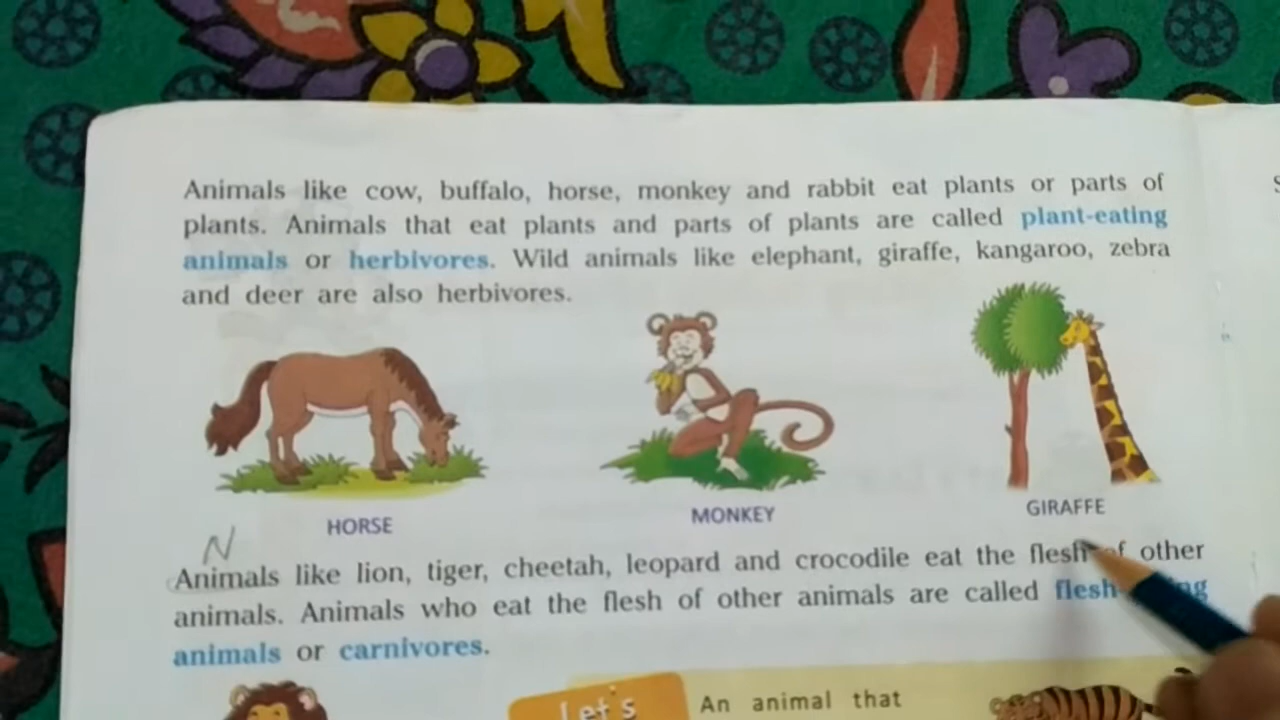 Animals like cow, buffalo, horse, monkey and rabbit eat plants or parts of
plants. Animals that eat plants and parts of plants are called plant-eating
animals or herbivores. Wild animals like elephant, giraffe, kangaroo, zebra
and deer are also herbivores.
HORSE
MONKEY
GIRAFFE
N
Animals like lion, tiger, cheetah, leopard and crocodile eat the flesh of other
animals. Animals who eat the flesh of other animals are called flesh
animals or carnivores.
Let's
An animal that